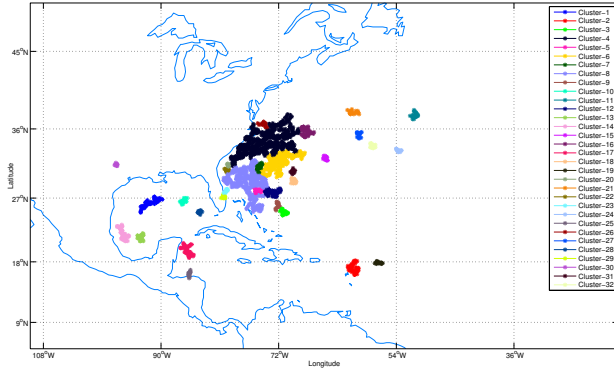 45°N
36°N
27°N
18°N
9°N
Latitude
108°W
90°W
72°W
54°W
36°W
Longitude
Cluster−1
Cluster−2
Cluster−3
Cluster−4
Cluster−5
Cluster−6
Cluster−7
Cluster−8
Cluster−9
Cluster−10
Cluster−11
Cluster−12
Cluster−13
Cluster−14
Cluster−15
Cluster−16
Cluster−17
Cluster−18
Cluster−19
Cluster−20
Cluster−21
Cluster−22
Cluster−23
Cluster−24
Cluster−25
Cluster−26
Cluster−27
Cluster−28
Cluster−29
Cluster−30
Cluster−31
Cluster−32